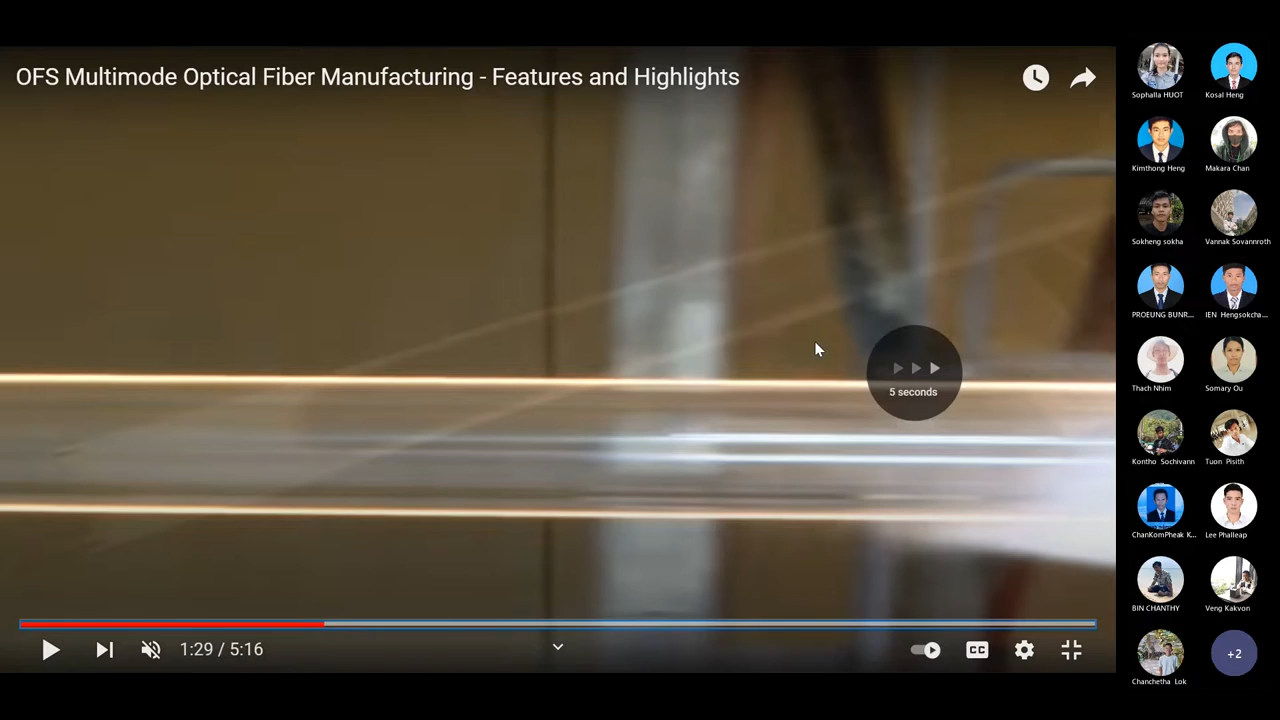 OFS Multimode Optical Fiber Manufacturing - Features and Highlights
5 seconds
1:29 / 5:16
CC
Sophalla HUOT
Kosal Heng
Kimthong Heng
Makara Chan
Sokheng sokha
Vannak Sovannroth
PROEUNG BUNR...
IEN Hengsokcha...
Thach Nhim
Somary Ou
Kontho Sochivann
Tuon Pisith
ChanKomPheak K...
Lee Phalleap
BIN CHANTHY
Veng Kakvon
Chanchetha Lok
+2